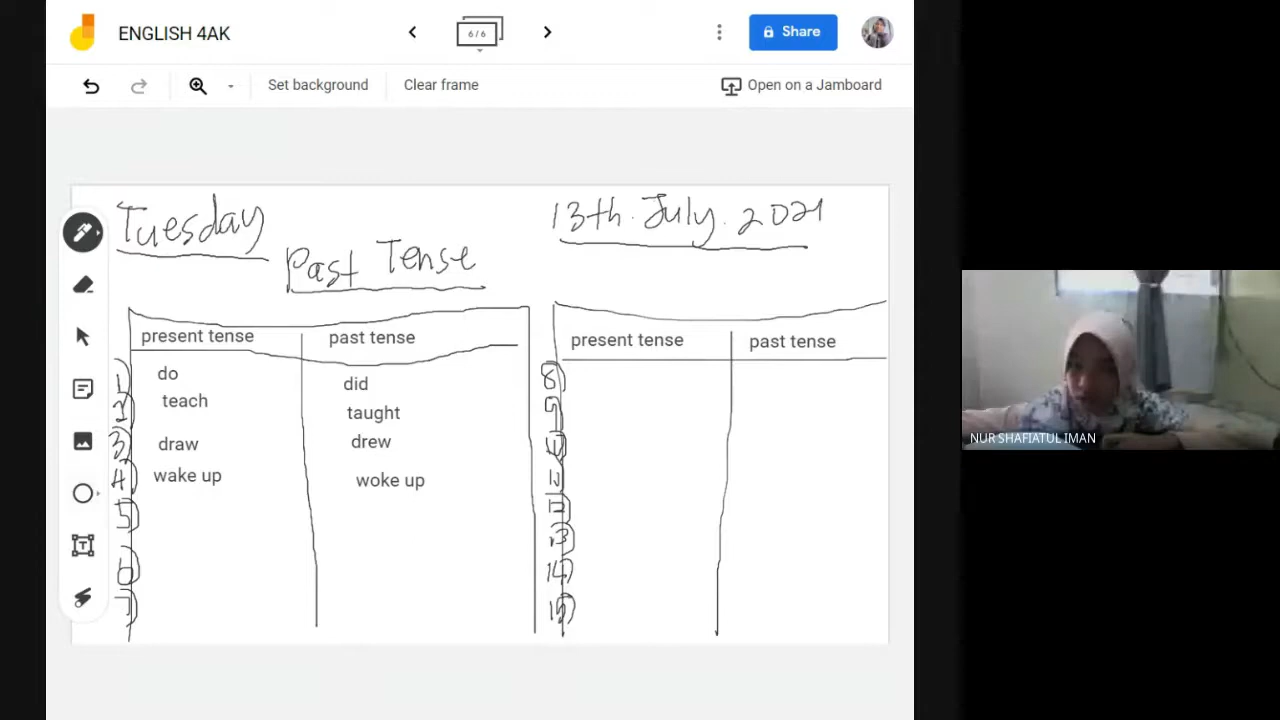 ENGLISH 4AK
6/6
Share
Set background
Clear frame
Open on a Jamboard
Tuesday
13th July 2021
Past Tense
present tense past tense
1) do did
2) teach taught
3) draw drew
4) wake up woke up
5)
6)
7)
present tense past tense
8)
9
12
13)
14)
15)
NUR SHAFIATUL IMAN